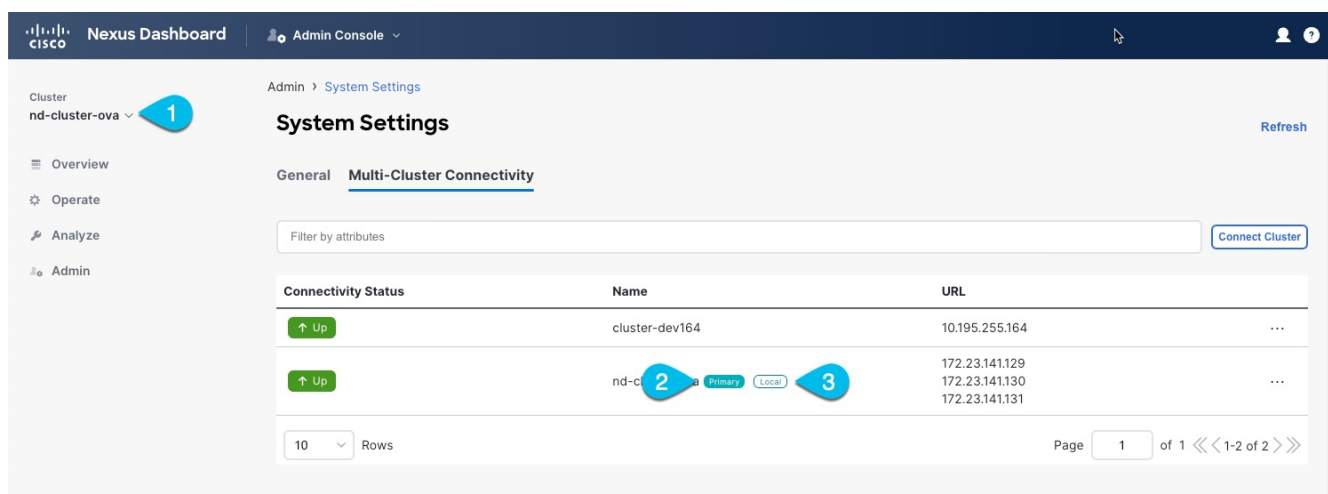 CISCO Nexus Dashboard Admin Console ?
Cluster
nd-cluster-ova 1
Overview
Operate
Analyze
Admin
Admin › System Settings
System Settings
Refresh
General Multi-Cluster Connectivity
Filter by attributes Connect Cluster
Connectivity Status Name URL
↑ Up cluster-dev164 10.195.255.164 ...
172.23.141.129
↑ Up nd-cl 2 a Primary Local 3 172.23.141.130 ...
172.23.141.131
10 Rows Page 1 of 1 1-2 of 2